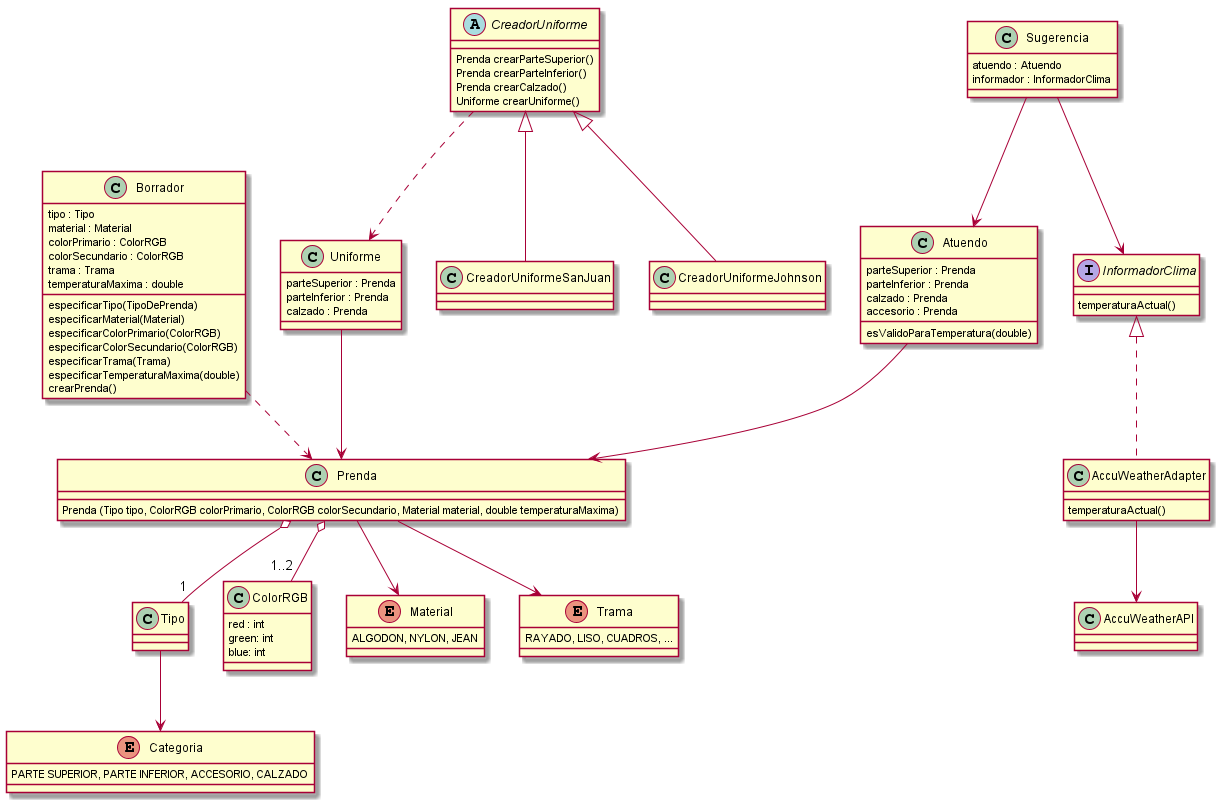 A CreadorUniforme
Prenda crearParteSuperior()
Prenda crearParteInferior()
Prenda crearCalzado()
Uniforme crearUniforme()
C Sugerencia
atuendo : Atuendo
informador : InformadorClima
C Borrador
tipo : Tipo
material : Material
colorPrimario : ColorRGB
colorSecundario : ColorRGB
trama : Trama
temperaturaMaxima : double
especificarTipo(TipoDePrenda)
especificarMaterial(Material)
especificarColorPrimario(ColorRGB)
especificarColorSecundario(ColorRGB)
especificarTrama(Trama)
especificarTemperaturaMaxima(double)
crearPrenda()
C Uniforme
parteSuperior : Prenda
parteInferior : Prenda
calzado : Prenda
C CreadorUniformeSanJuan
C CreadorUniformeJohnson
C Atuendo
parteSuperior : Prenda
parteInferior : Prenda
calzado : Prenda
accesorio : Prenda
esValidoParaTemperatura(double)
I InformadorClima
temperaturaActual()
C Prenda
Prenda (Tipo tipo, ColorRGB colorPrimario, ColorRGB colorSecundario, Material material, double temperaturaMaxima)
C AccuWeatherAdapter
temperaturaActual()
1
1..2
C Tipo
C ColorRGB
red : int
green: int
blue: int
E Material
ALGODON, NYLON, JEAN
E Trama
RAYADO, LISO, CUADROS, ...
C AccuWeatherAPI
E Categoria
PARTE SUPERIOR, PARTE INFERIOR, ACCESORIO, CALZADO